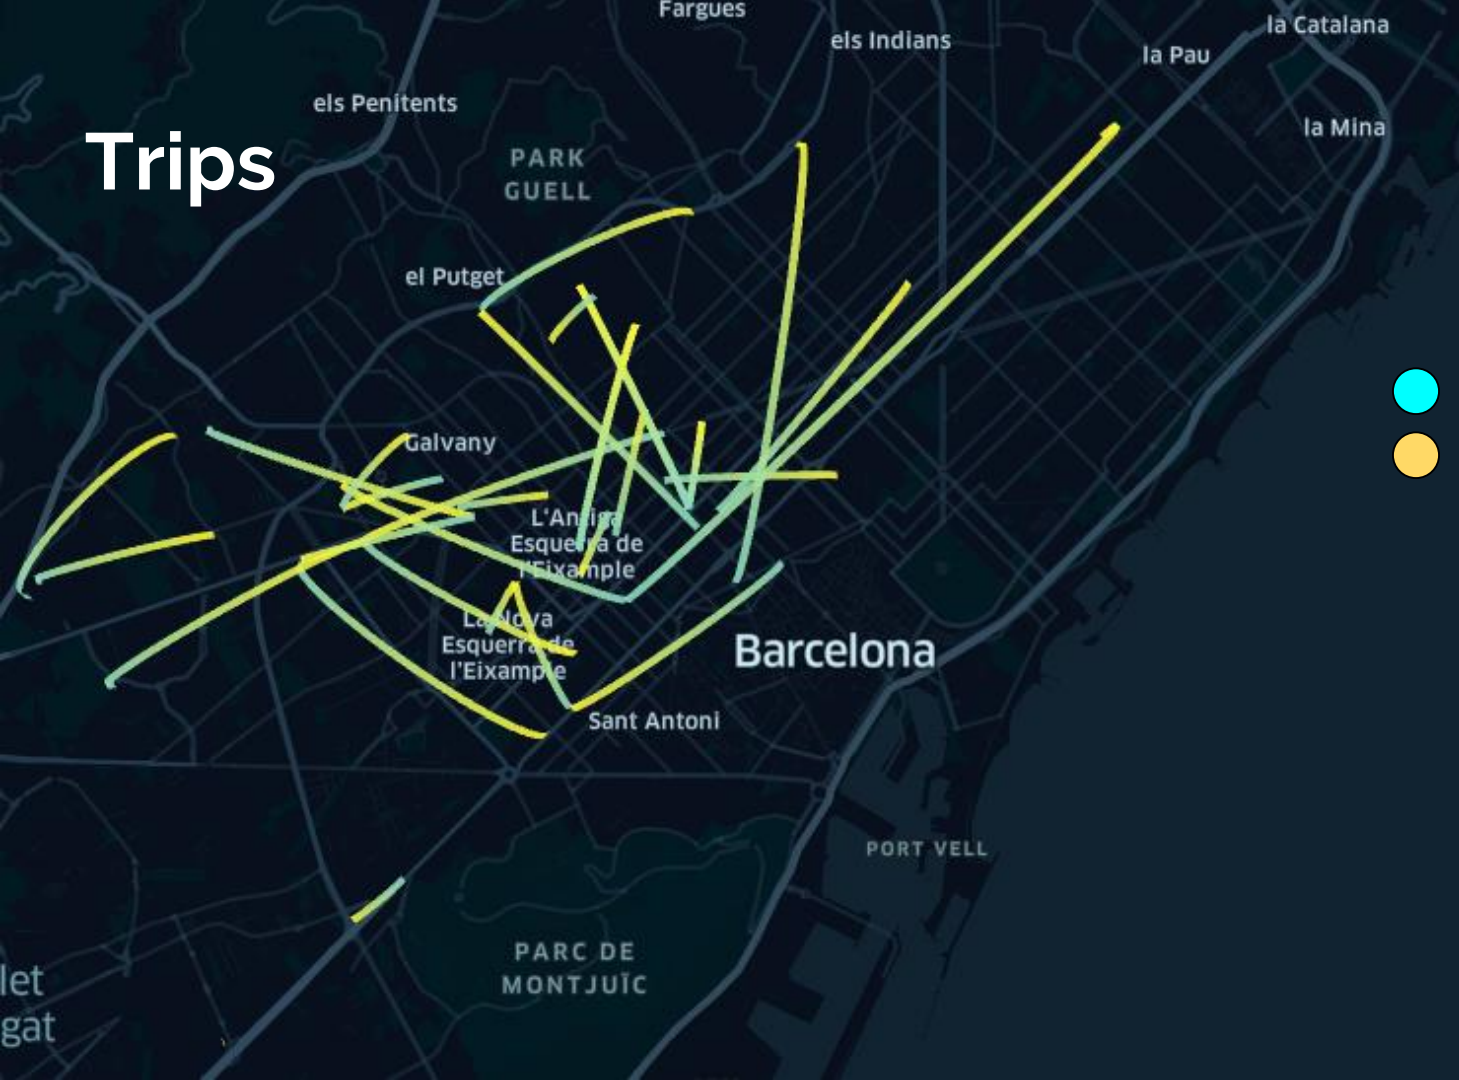 Fargues
la Catalana
els Indians
la Pau
els Penitents
la Mina
Trips
PARK
GUELL
el Putget
Galvany
L'Antiga
Esquerra de
l'Eixample
La Nova
Esquerra de
l'Eixample
Barcelona
Sant Antoni
PORT VELL
PARC DE
MONTJUÏC
let
gat